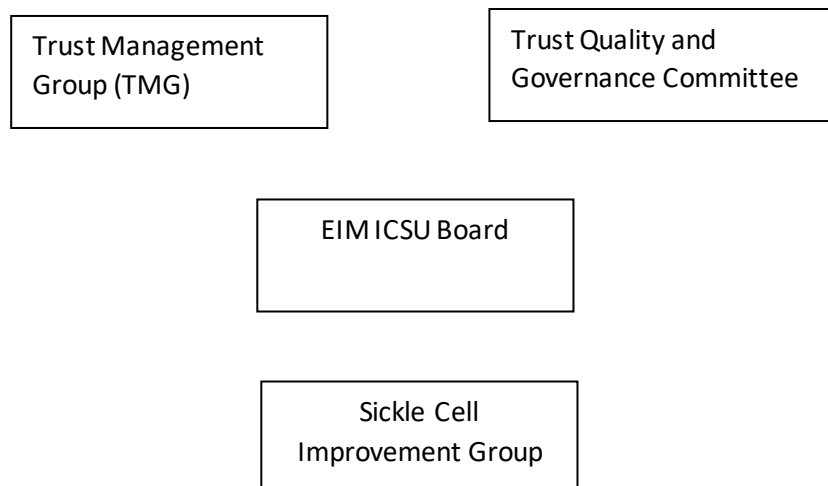 Trust Management
Group (TMG)
Trust Quality and
Governance Committee
EIM ICSU Board
Sickle Cell
Improvement Group